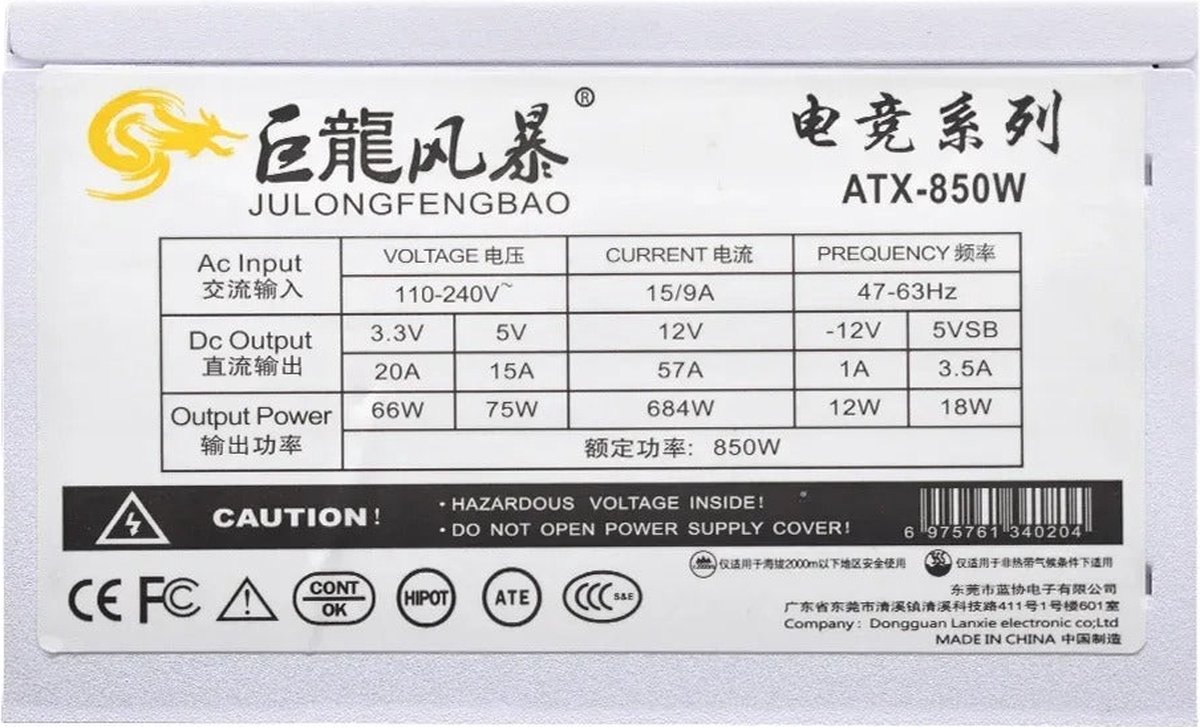 巨龍风暴®
JULONGFENGBAO
电竞系列
ATX-850W
Ac Input 交流输入 VOLTAGE 电压 CURRENT 电流 PREQUENCY 频率
110-240V~ 15/9A 47-63Hz
Dc Output 直流输出 3.3V 5V 12V -12V 5VSB
20A 15A 57A 1A 3.5A
Output Power 输出功率 66W 75W 684W 12W 18W
额定功率: 850W
CAUTION!
·HAZARDOUS VOLTAGE INSIDE!
·DO NOT OPEN POWER SUPPLY COVER!
6 975761 340204
仅适用于海拔2000m以下地区安全使用
仅适用于非热带气候条件下适用
CE FC CONT OK HIPOT ATE CCC S&E
东莞市蓝协电子有限公司
广东省东莞市清溪镇清溪科技路411号1号楼601室
Company: Dongguan Lanxie electronic co;Ltd
MADE IN CHINA 中国制造